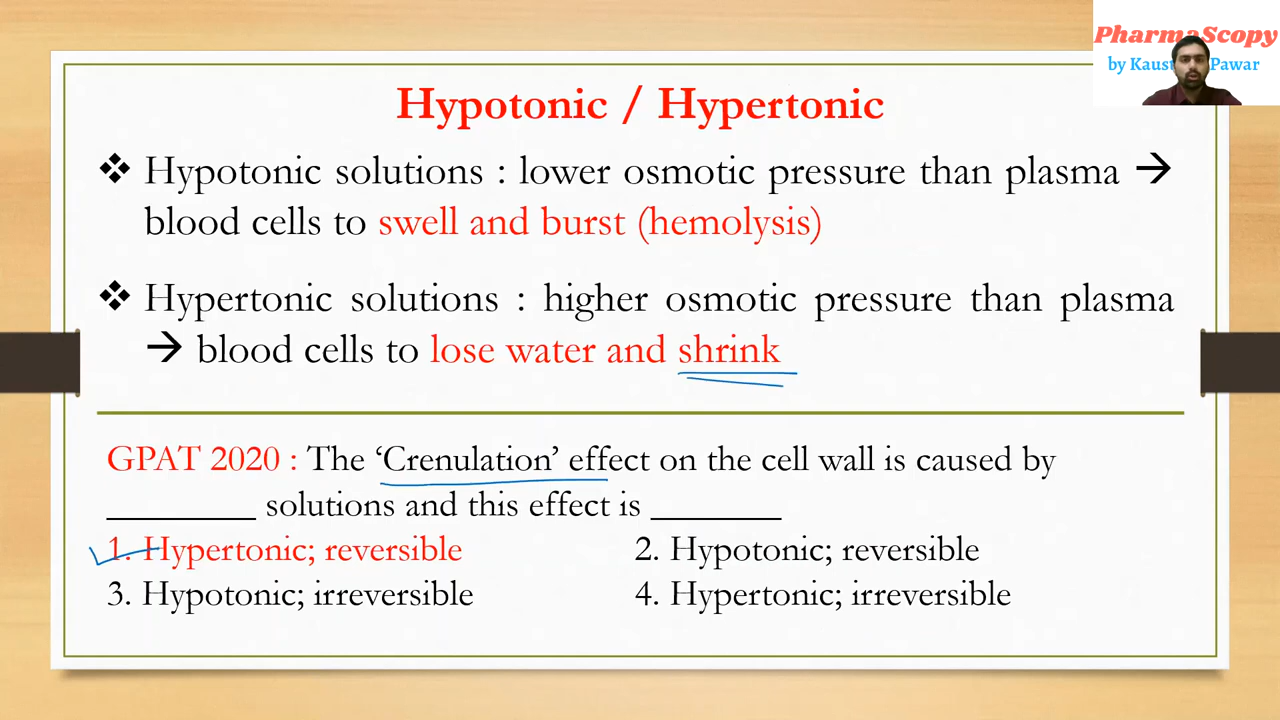 PharmaScopy
by Kaust Pawar
Hypotonic / Hypertonic
❖ Hypotonic solutions : lower osmotic pressure than plasma →
blood cells to swell and burst (hemolysis)
❖ Hypertonic solutions : higher osmotic pressure than plasma
→ blood cells to lose water and shrink
GPAT 2020 : The ‘Crenulation’ effect on the cell wall is caused by
________ solutions and this effect is _______
1. Hypertonic; reversible
2. Hypotonic; reversible
3. Hypotonic; irreversible
4. Hypertonic; irreversible